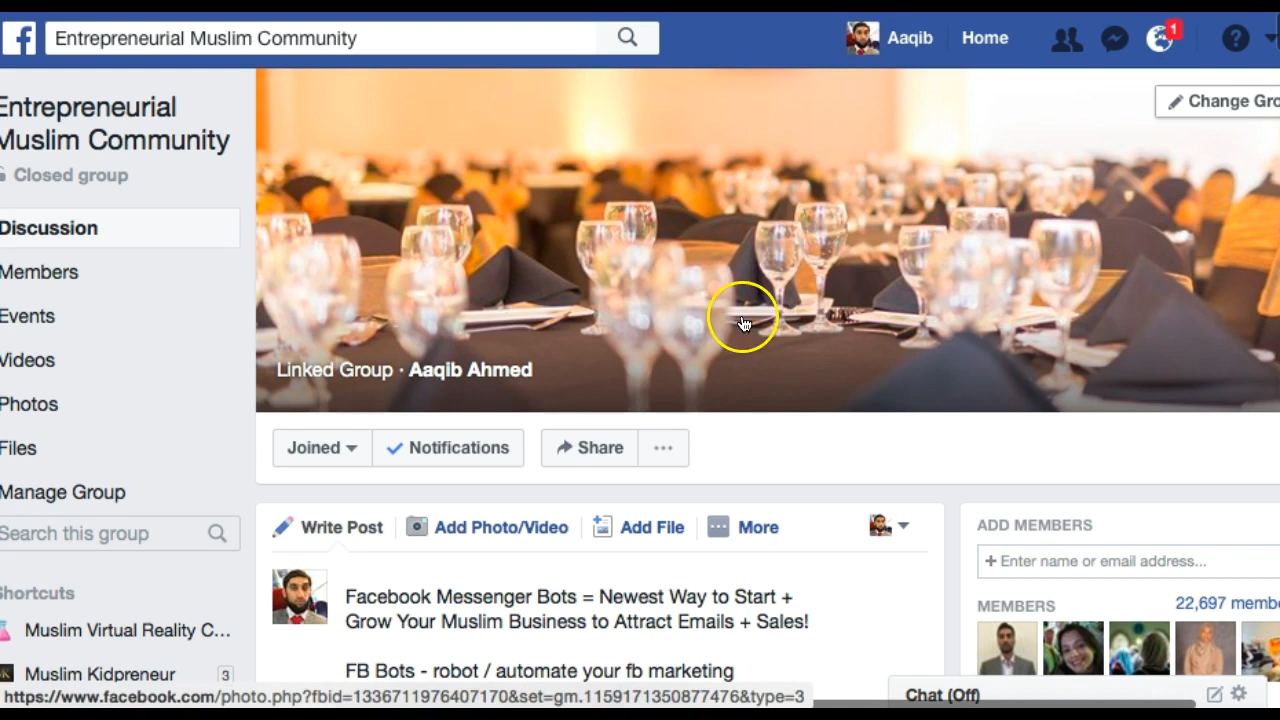 Entrepreneurial Muslim Community
Aaqib
Home
1
?
Entrepreneurial
Muslim Community
Closed group
Discussion
Members
Events
Videos
Photos
Files
Manage Group
Search this group
Shortcuts
Muslim Virtual Reality C...
Muslim Kidpreneur
3
Change Gro
Linked Group · Aaqib Ahmed
Joined
Notifications
Share
Write Post
Add Photo/Video
Add File
More
Facebook Messenger Bots = Newest Way to Start +
Grow Your Muslim Business to Attract Emails + Sales!
FB Bots - robot / automate your fb marketing
ADD MEMBERS
+ Enter name or email address...
MEMBERS
22,697 membe
https://www.facebook.com/photo.php?fbid=1336711976407170&set=gm.1159171350877476&type=3
Chat (Off)